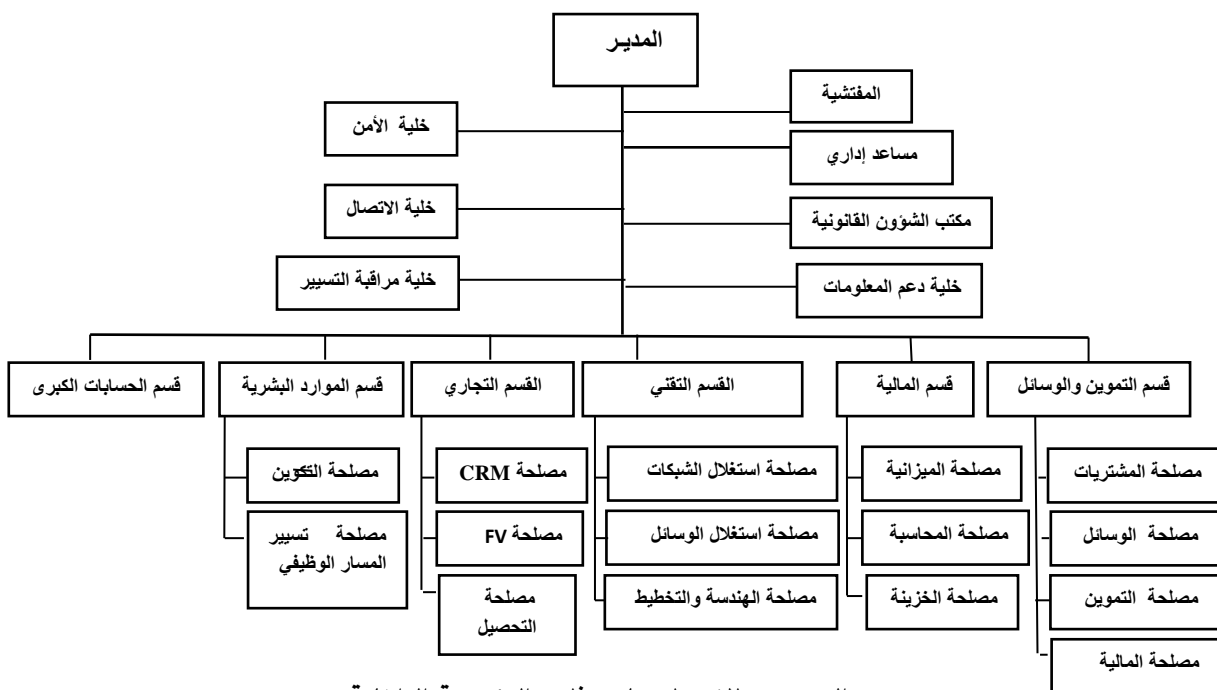 المديـر
المفتشية
خلية الأمن
مساعد إداري
خلية الاتصال
مكتب الشؤون القانونية
خلية مراقبة التسيير
خلية دعم المعلومات
قسم التموين والوسائل
قسم المالية
القسم التقني
القسم التجاري
قسم الموارد البشرية
قسم الحسابات الكبرى
مصلحة المشتريات
مصلحة الميزانية
مصلحة استغلال الشبكات
مصلحة CRM
مصلحة التكوين
مصلحة الوسائل
مصلحة المحاسبة
مصلحة استغلال الوسائل
مصلحة FV
مصلحة تسيير
المسار الوظيفي
مصلحة التموين
مصلحة الخزينة
مصلحة الهندسة والتخطيط
مصلحة
التحصيل
مصلحة المالية